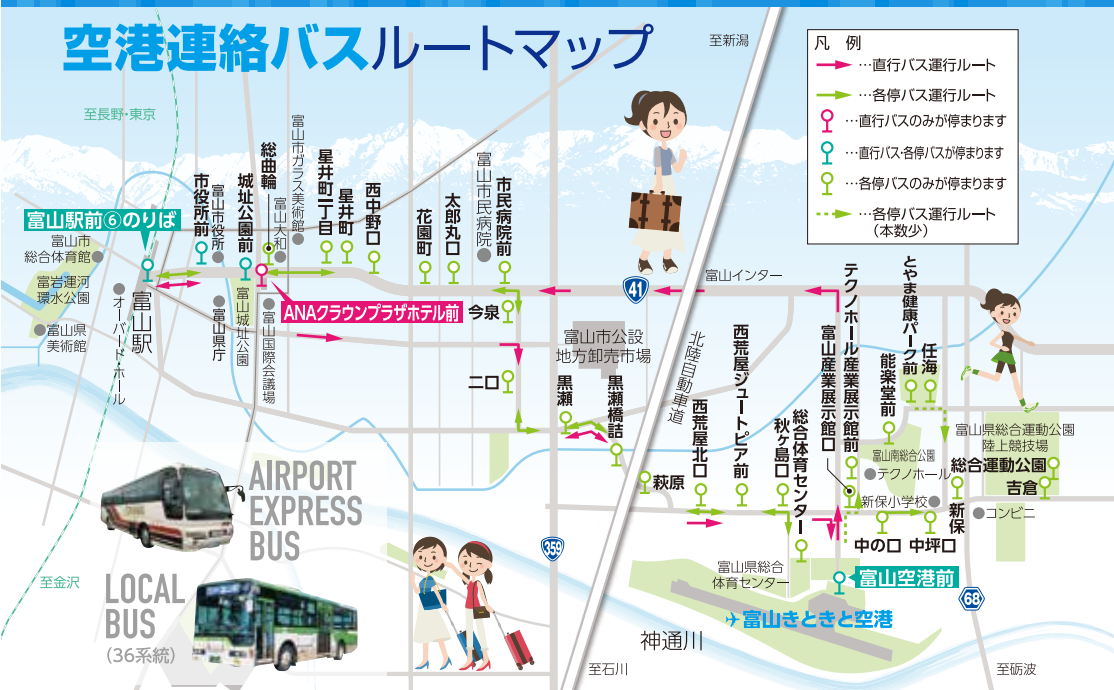 空港連絡バスルートマップ
至新潟
凡 例
…直行バス運行ルート
…各停バス運行ルート
…直行バスのみが停まります
…直行バス・各停バスが停まります
…各停バスのみが停まります
…各停バス運行ルート
(本数少)
至長野・東京
富山駅前⑥のりば
市役所前
富山市役所
城址公園前
総曲輪
富山大和
富山市ガラス美術館
星井町二丁目
星井町
西中野口
花園町
太郎丸口
富山市民病院
市民病院前
富山市
総合体育館
富岩運河
環水公園
富山県
美術館
オーバードホール
富山駅
富山県庁
富山城址公園
富山国際会議場
ANAクラウンプラザホテル前
今泉
二口
富山市公設
地方卸売市場
黒瀬
黒瀬橋詰
41
富山インター
北陸自動車道
萩原
西荒屋北口
西荒屋ジュートピア前
秋ヶ島口
総合体育センター
富山産業展示館口
テクノホール産業展示館前
能楽堂前
とやま健康パーク前
任海
富山県総合運動公園
陸上競技場
富山南総合公園
テクノホール
総合運動公園
吉倉
新保小学校
新保
コンビニ
中の口
中坪口
富山県総合
体育センター
富山空港前
富山きときと空港
68
359
神通川
至石川
至砺波
至金沢
AIRPORT
EXPRESS
BUS
LOCAL
BUS
(36系統)